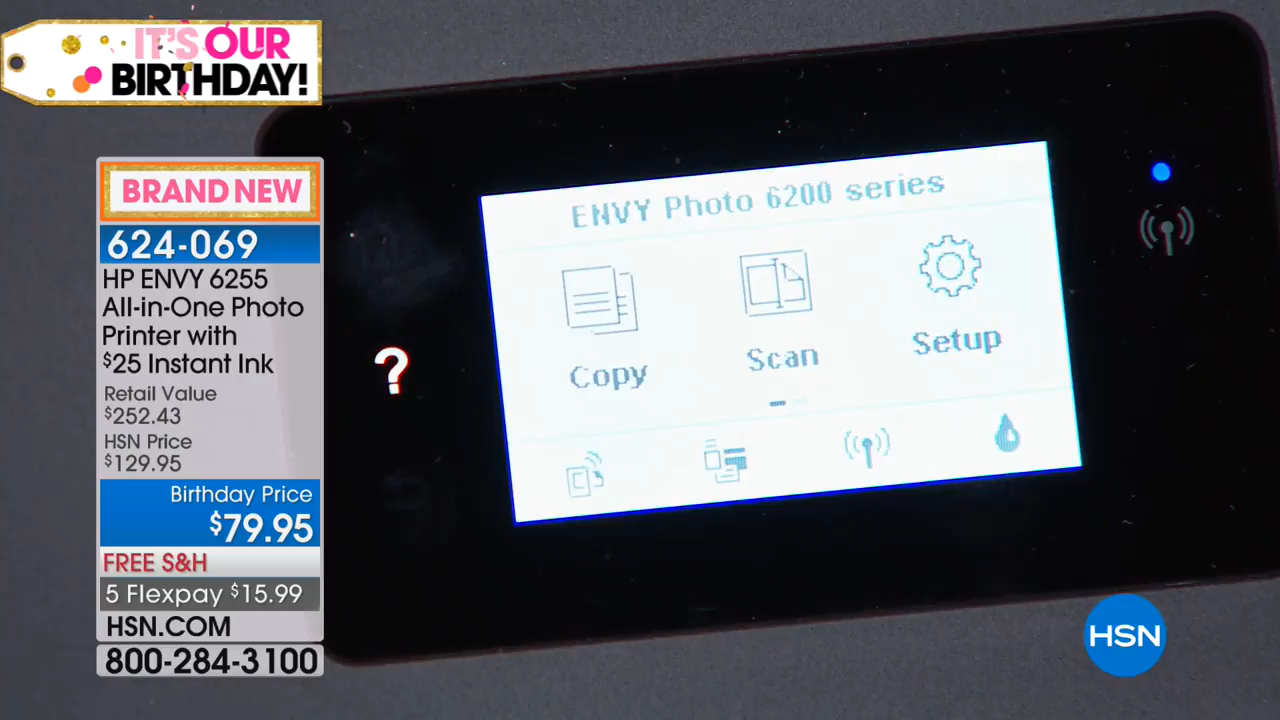 IT'S OUR
BIRTHDAY!
BRAND NEW
624-069
HP ENVY 6255
All-in-One Photo
Printer with
$25 Instant Ink
Retail Value
$252.43
HSN Price
$129.95
Birthday Price
$79.95
FREE S&H
5 Flexpay $15.99
HSN.COM
800-284-3100
ENVY Photo 6200 series
Copy
Scan
Setup
?
HSN